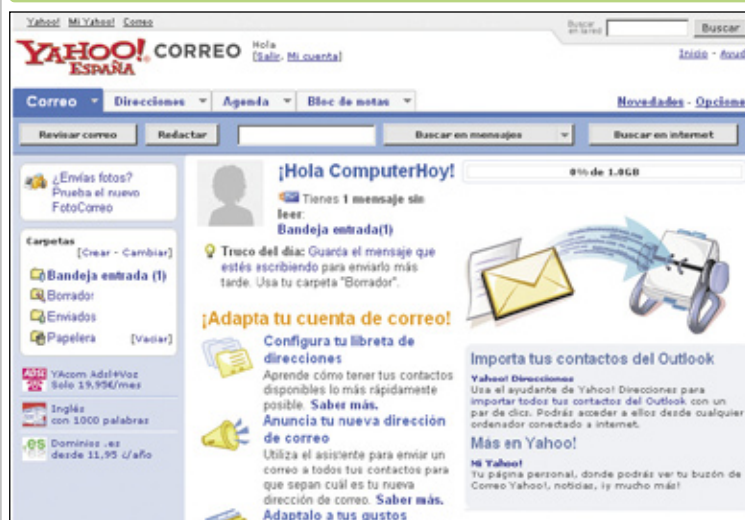 Yahoo! Mi Yahoo! Correo
Buscar
en la red
Buscar
YAHOO! CORREO
ESPAÑA
Hola
[Salir, Mi cuenta]
Inicio - Ayud
Correo Direcciones Agenda Bloc de notas
Novedades - Opcione
Revisar correo Redactar Buscar en mensajes Buscar en internet
¿Envías fotos?
Prueba el nuevo
FotoCorreo
Carpetas
[Crear - Cambiar]
Bandeja entrada (1)
Borrador
Enviados
Papelera [Vaciar]
YAcom Adsl+Voz
Solo 19,95€/mes
Inglés
con 1000 palabras
.es Dominios .es
desde 11,95 €/año
¡Hola ComputerHoy!
Tienes 1 mensaje sin
leer:
Bandeja entrada(1)
Truco del día: Guarda el mensaje que
estés escribiendo para enviarlo más
tarde. Usa tu carpeta "Borrador".
¡Adapta tu cuenta de correo!
Configura tu libreta de
direcciones
Aprende cómo tener tus contactos
disponibles lo más rápidamente
posible. Saber más.
Anuncia tu nueva dirección
de correo
Utiliza el asistente para enviar un
correo a todos tus contactos para
que sepan cuál es tu nueva
dirección de correo. Saber más.
Adáptalo a tus gustos
0% de 1.0GB
Importa tus contactos del Outlook
Yahoo! Direcciones
Usa el ayudante de Yahoo! Direcciones para
importar todos tus contactos del Outlook con un
par de clics. Podrás acceder a ellos desde cualquier
ordenador conectado a internet.
Más en Yahoo!
Mi Yahoo!
Tu página personal, donde podrás ver tu buzón de
Correo Yahoo!, noticias, ¡y mucho más!